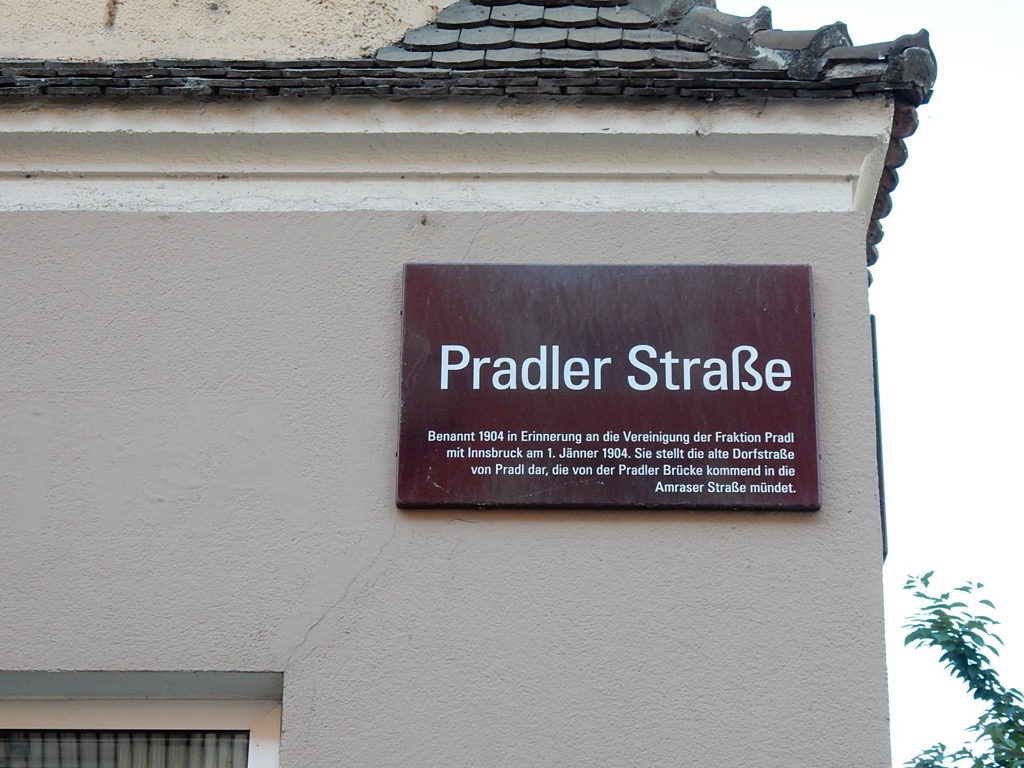 Pradler Straße
Benannt 1904 in Erinnerung an die Vereinigung der Fraktion Pradl
mit Innsbruck am 1. Jänner 1904. Sie stellt die alte Dorfstraße
von Pradl dar, die von der Pradler Brücke kommend in die
Amraser Straße mündet.